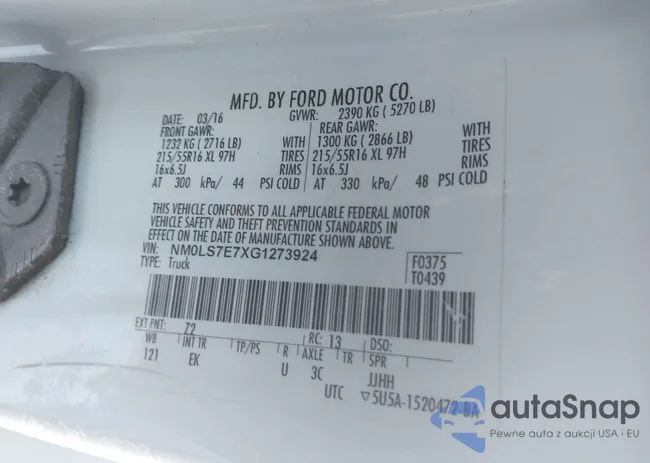 MFD. BY FORD MOTOR CO.
DATE: 03/16 GVWR: 2390 KG ( 5270 LB)
FRONT GAWR: REAR GAWR:
1232 KG ( 2716 LB) WITH 1300 KG ( 2866 LB) WITH
215/55R16 XL 97H TIRES 215/55R16 XL 97H TIRES
16x6.5J RIMS 16x6.5J RIMS
AT 300 kPa/ 44 PSI COLD AT 330 kPa/ 48 PSI COLD
THIS VEHICLE CONFORMS TO ALL APPLICABLE FEDERAL MOTOR
VEHICLE SAFETY AND THEFT PREVENTION STANDARDS IN
EFFECT ON THE DATE OF MANUFACTURE SHOWN ABOVE.
VIN: NM0LS7E7XG1273924 F0375
TYPE: Truck T0439
EXT PNT: Z2 RC: 13 DSO:
WB INT TR TP/PS R AXLE TR SPR
121 EK U 3C JJHH
UTC ▽5U5A-1520472-BA
autaSnap
Pewne auta z aukcji USA i EU